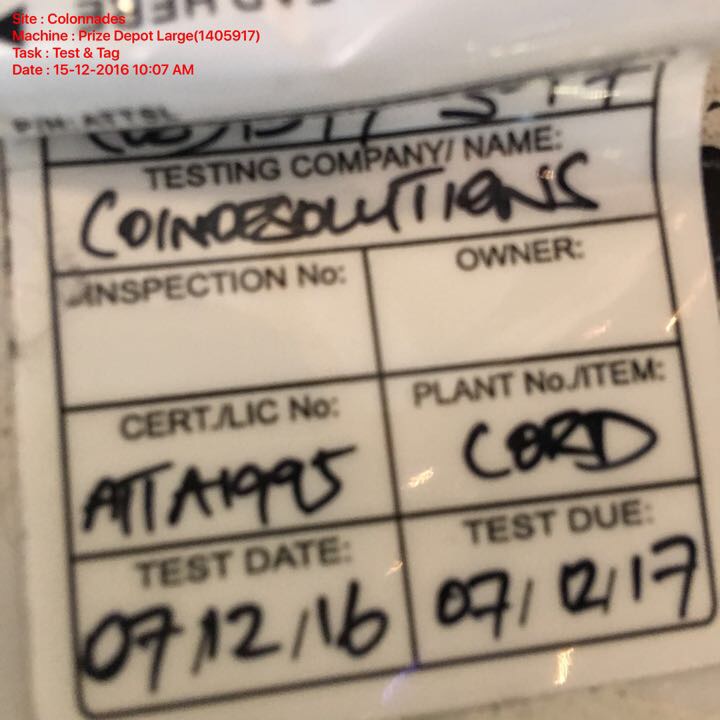 Site : Colonnades
Machine : Prize Depot Large(1405917)
Task : Test & Tag
Date : 15-12-2016 10:07 AM
P/N: ATTBL
TESTING COMPANY/ NAME:
COINOESOLUTIONS
INSPECTION No:
OWNER:
CERT./LIC No:
PLANT No./ITEM:
ATTA1995
CORD
TEST DATE:
TEST DUE:
07/12/16
07/12/17